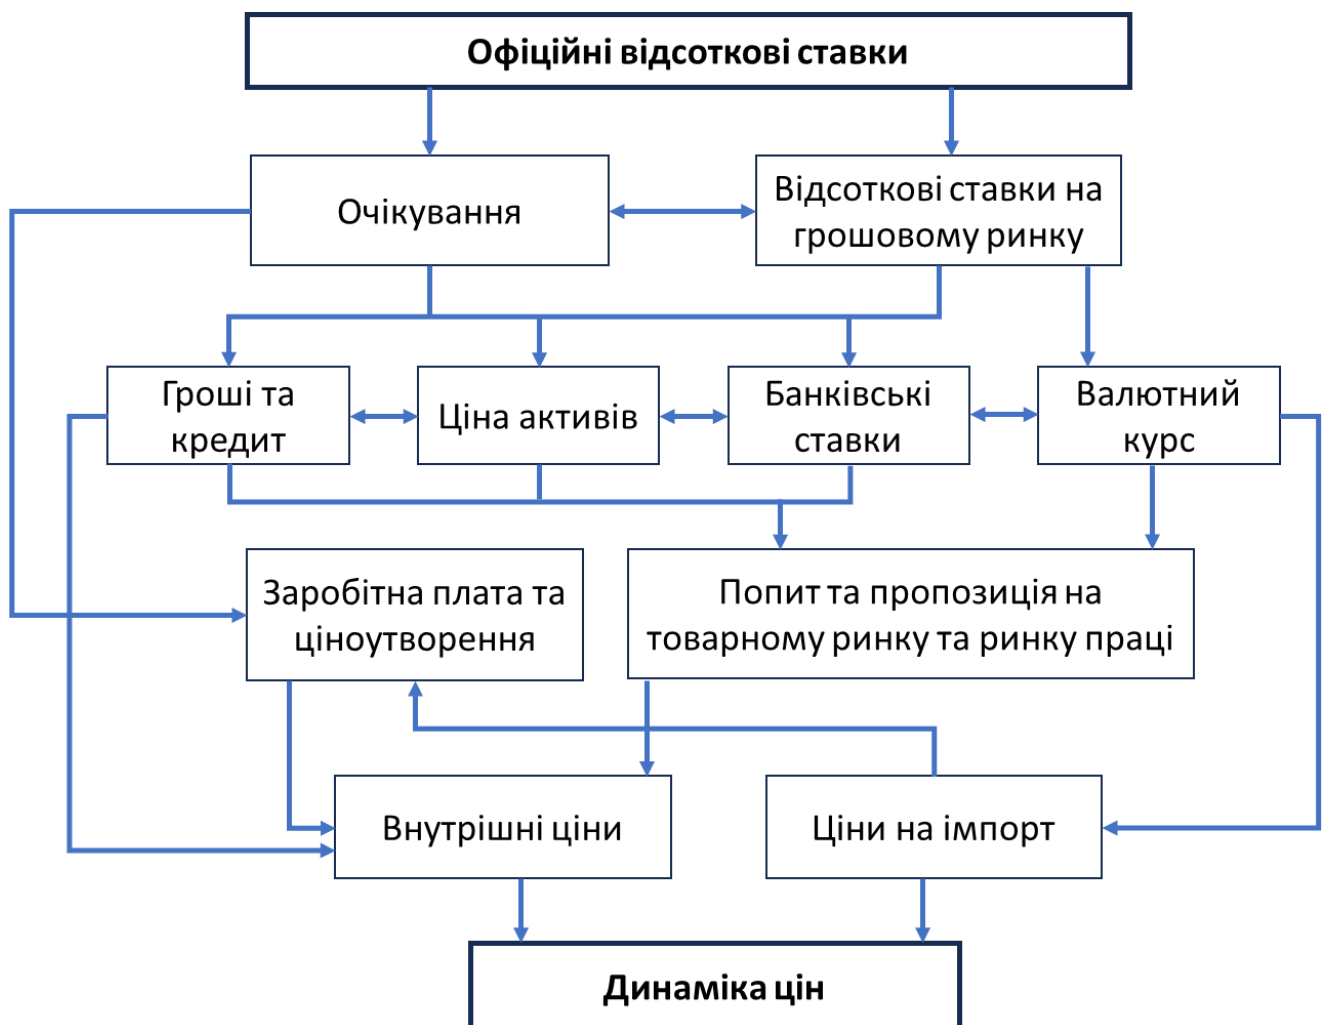 Офіційні відсоткові ставки
Очікування
Відсоткові ставки на
грошовому ринку
Гроші та
кредит
Ціна активів
Банківські
ставки
Валютний
курс
Заробітна плата та
ціноутворення
Попит та пропозиція на
товарному ринку та ринку праці
Внутрішні ціни
Ціни на імпорт
Динаміка цін